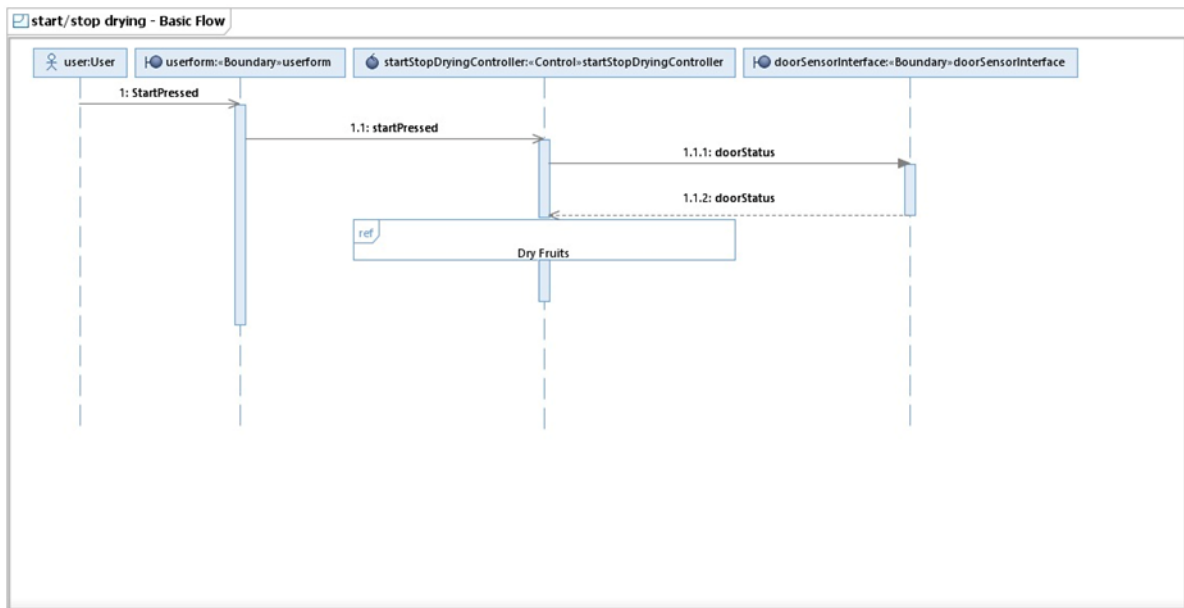 start/stop drying - Basic Flow
user:User
userform:«Boundary»userform
startStopDryingController:«Control»startStopDryingController
doorSensorInterface:«Boundary»doorSensorInterface
1: StartPressed
1.1: startPressed
1.1.1: doorStatus
1.1.2: doorStatus
ref
Dry Fruits